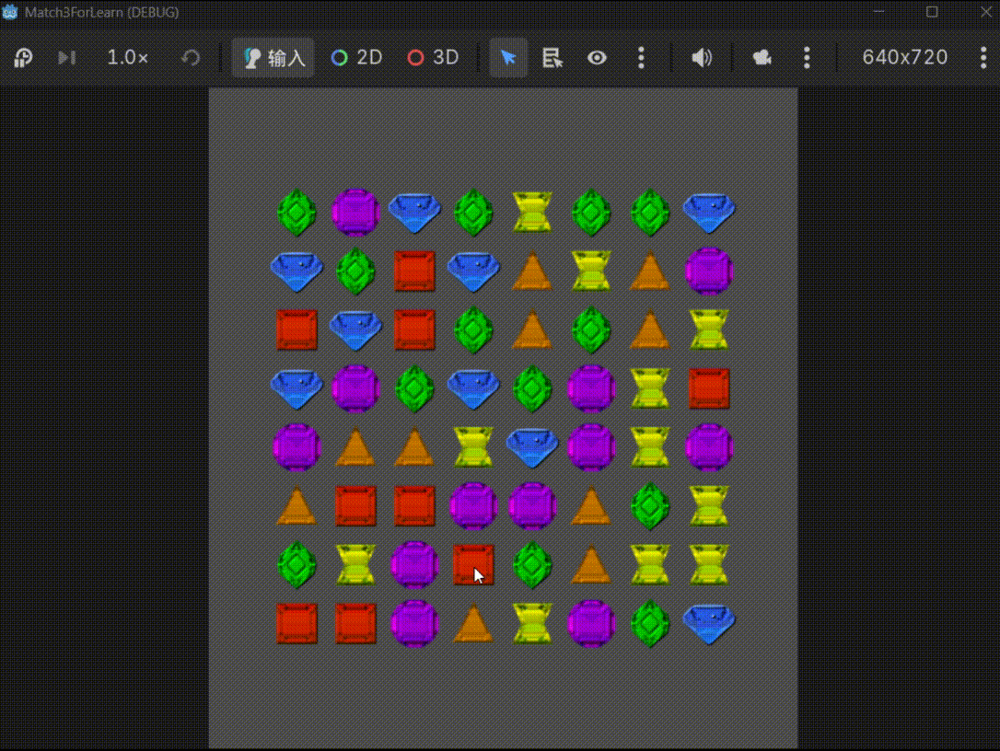 Match3ForLearn (DEBUG)
1.0× 输入 2D 3D 640x720